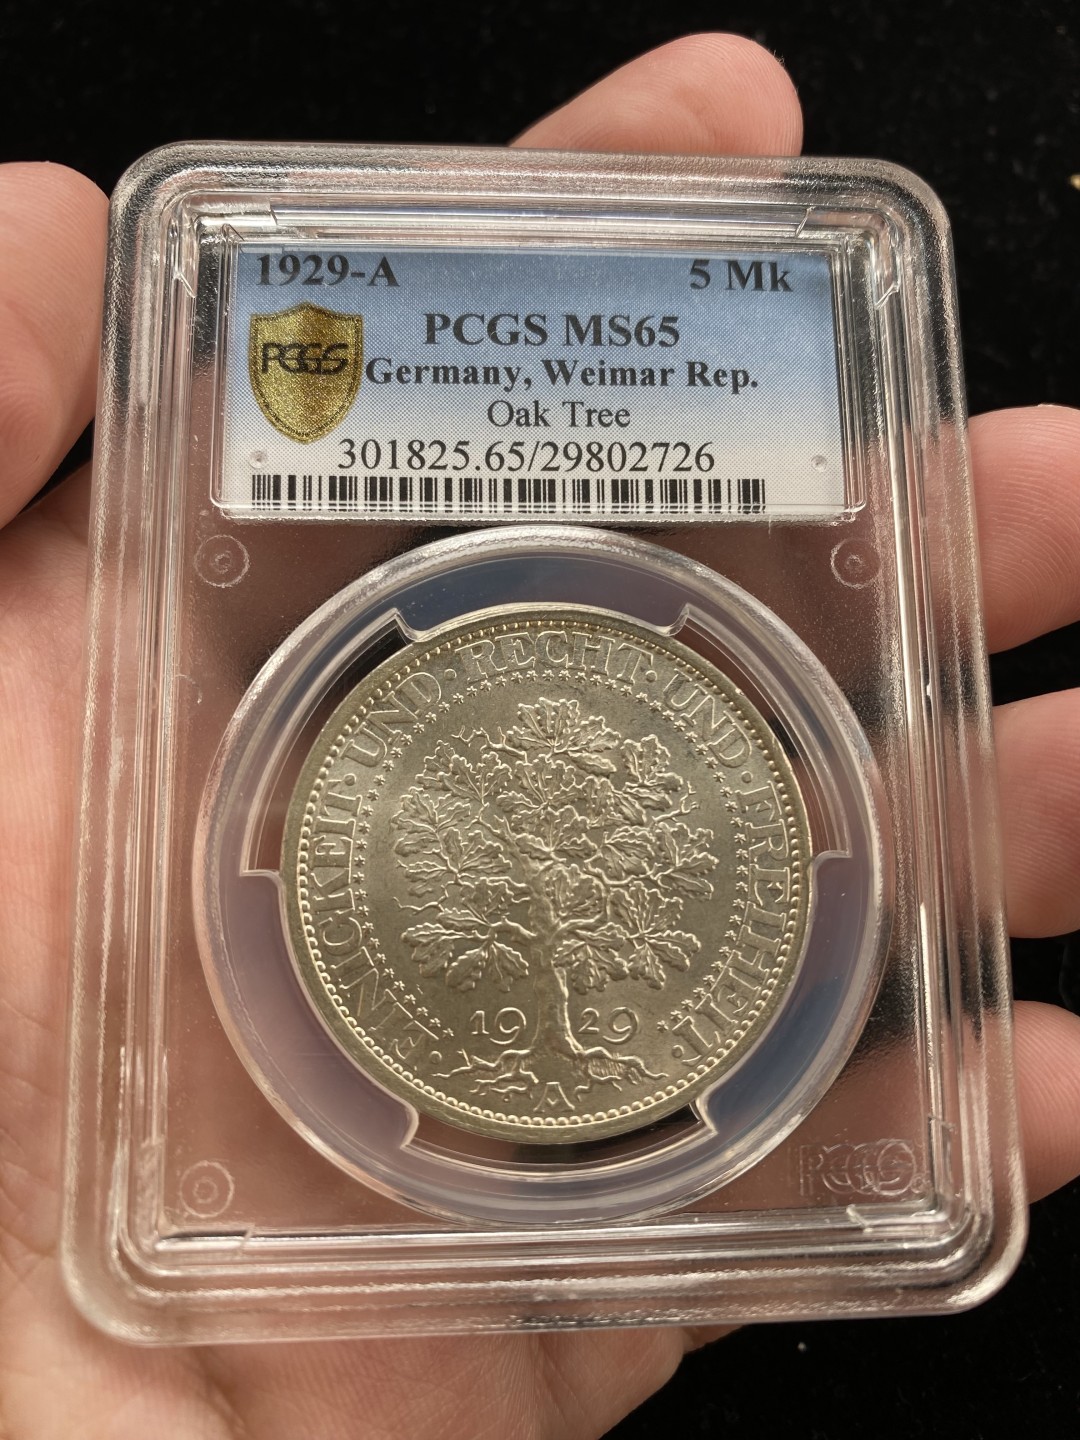 1929-A 5 Mk
PCGS MS65
PCGS
Germany, Weimar Rep.
Oak Tree
301825.65/29802726
EINIGKEIT · UND · RECHT · UND · FREIHEIT ·
19 29
A
PCGS